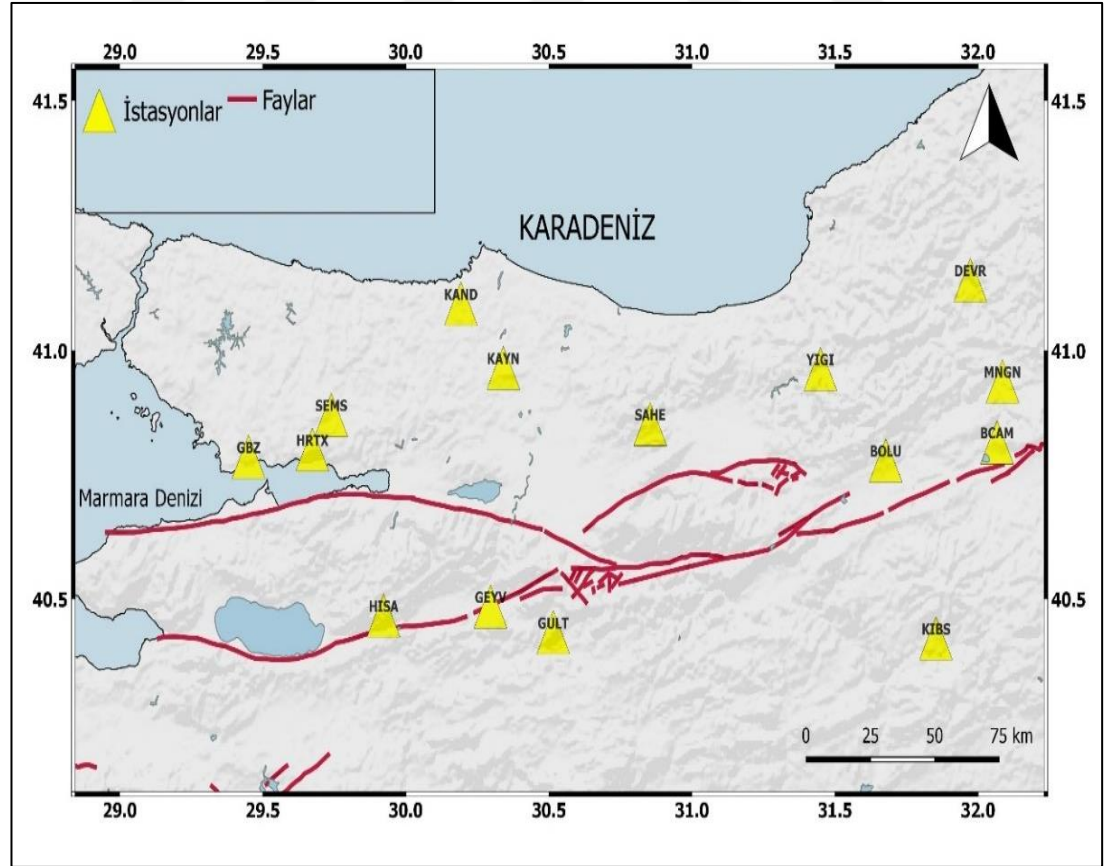 29.0 29.5 30.0 30.5 31.0 31.5 32.0
41.5 41.5
İstasyonlar Faylar
KARADENİZ
DEVR
KAND
41.0 41.0
KAYN YIGI
MNGN
SEMS
SAHE
HRTX BCAM
GBZ BOLU
Marmara Denizi
40.5 40.5
HISA GEYV
GULT
KIBS
0 25 50 75 km
29.0 29.5 30.0 30.5 31.0 31.5 32.0